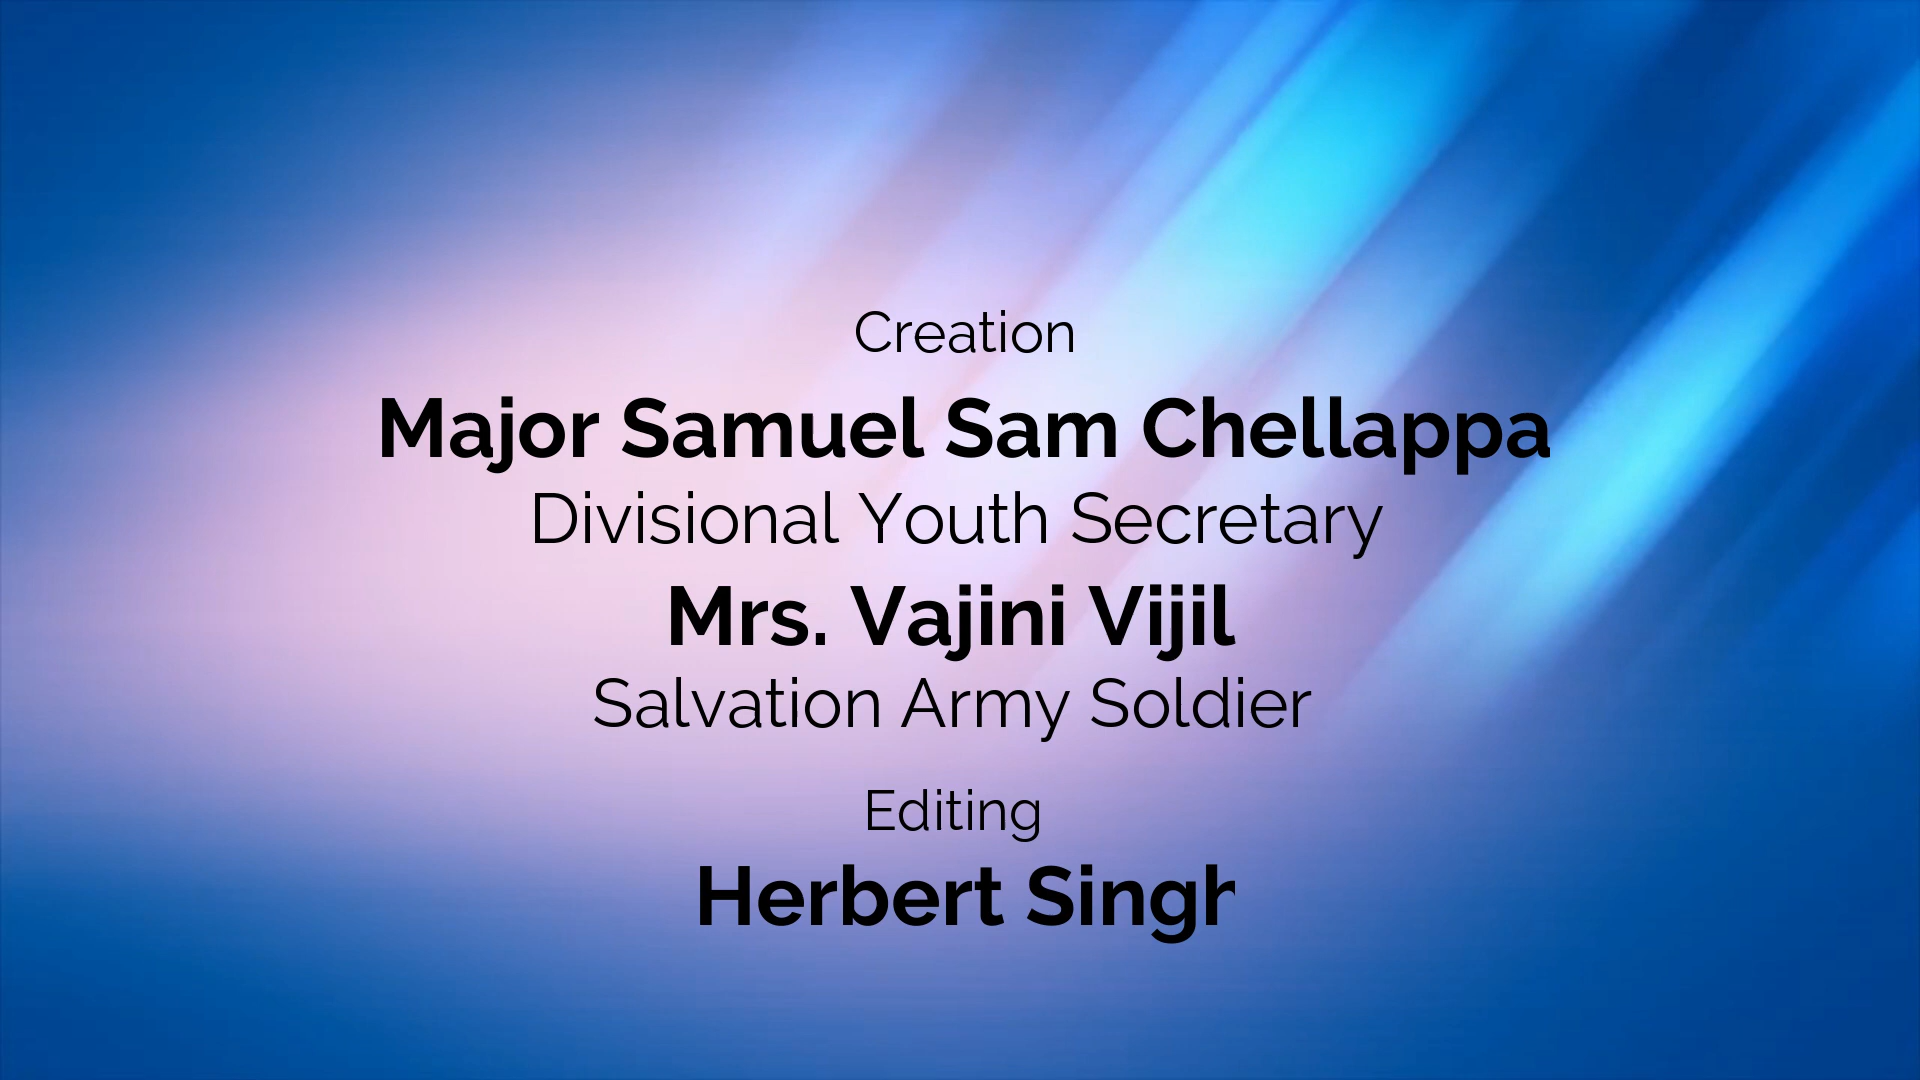 Creation
Major Samuel Sam Chellappa
Divisional Youth Secretary
Mrs. Vajini Vijil
Salvation Army Soldier
Editing
Herbert Singh